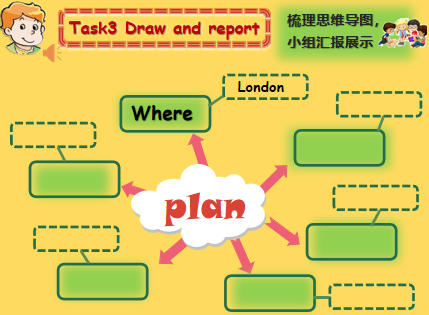 Task3 Draw and report
梳理思维导图，
小组汇报展示
London
Where
plan